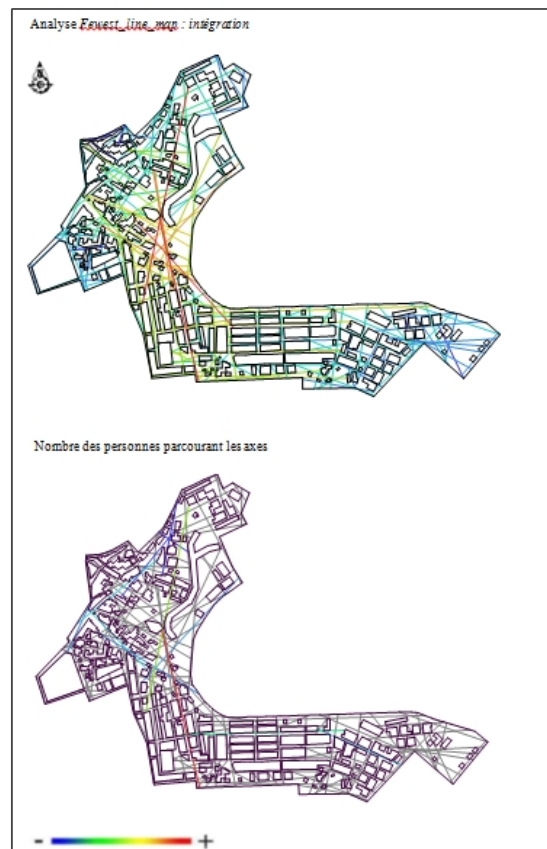 Analyse Fewest_line_map : intégration
N
Nombre des personnes parcourant les axes
- +